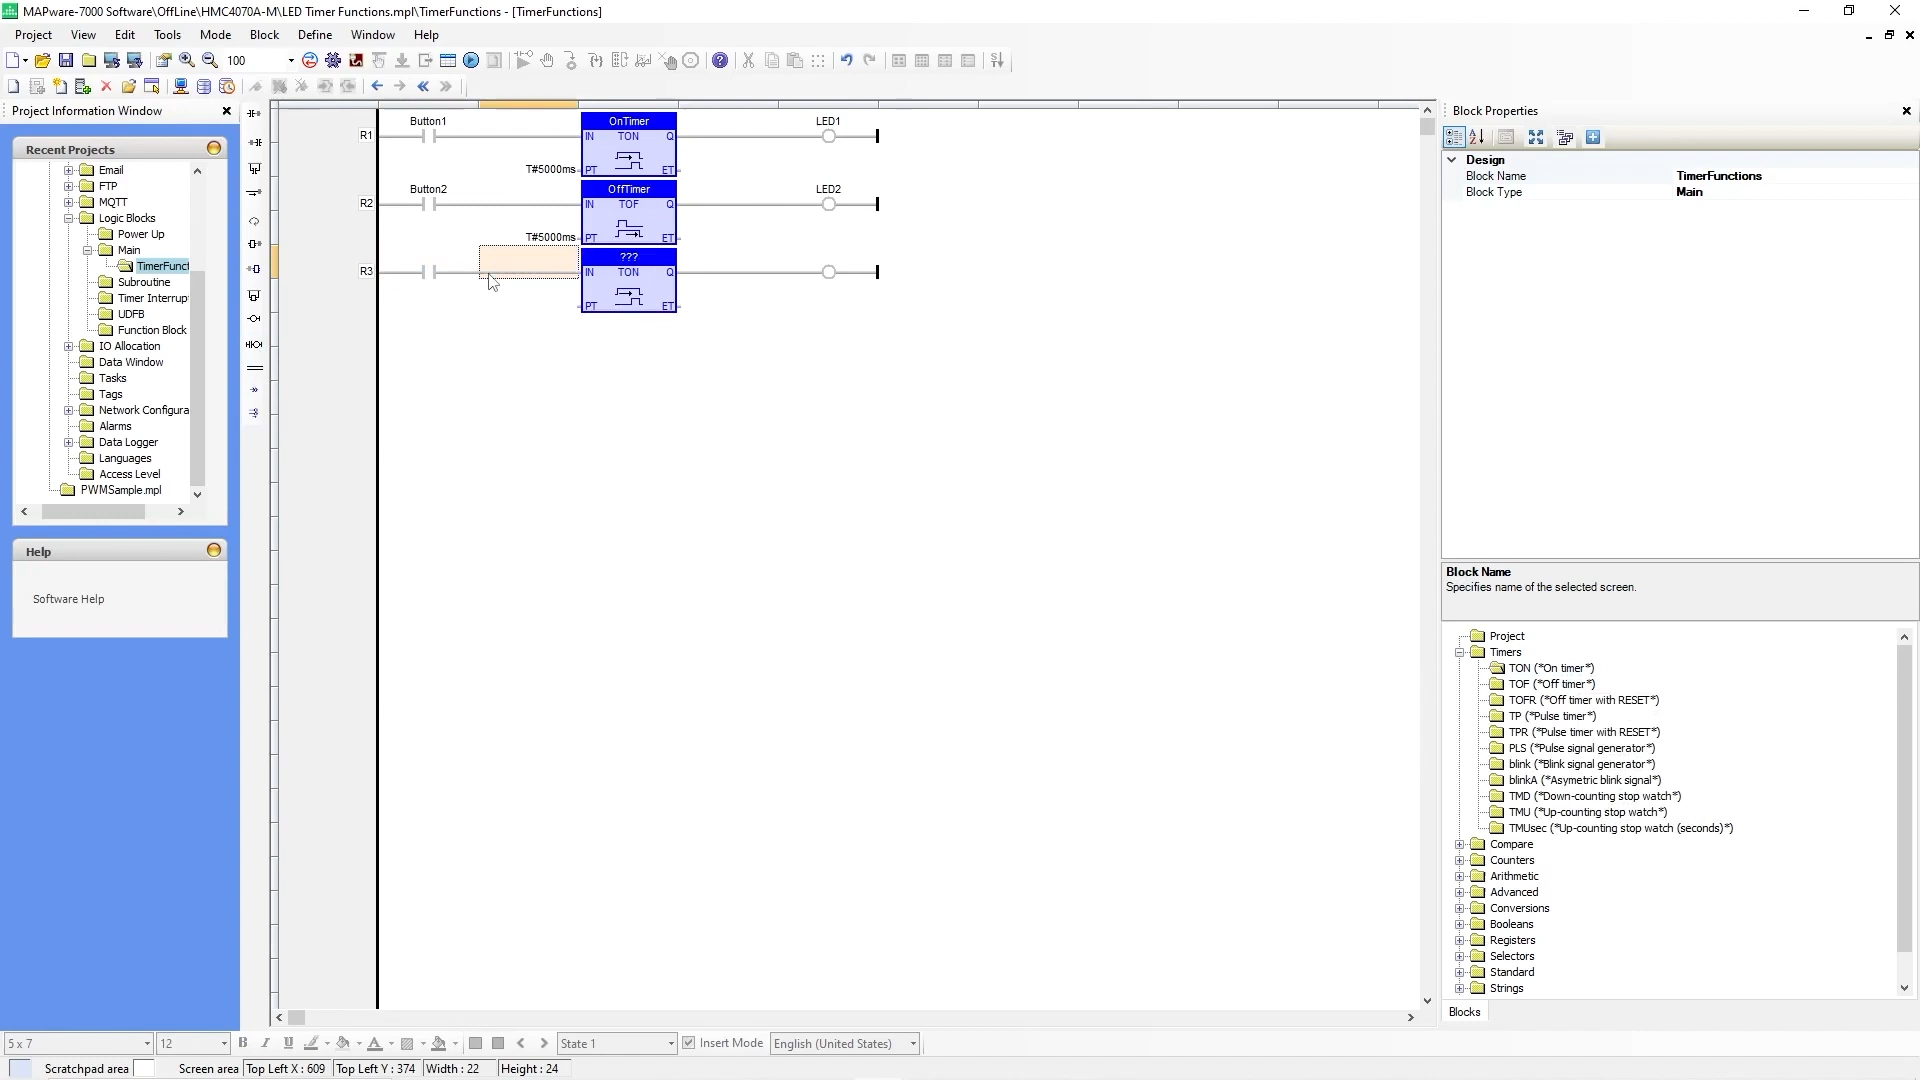 MAPware-7000 Software\OffLine\HMC4070A-M\LED Timer Functions.mpl\TimerFunctions - [TimerFunctions]
Project View Edit Tools Mode Block Define Window Help
100
Project Information Window
Recent Projects
Email
FTP
MQTT
Logic Blocks
Power Up
Main
TimerFunct
Subroutine
Timer Interrup
UDFB
Function Block
IO Allocation
Data Window
Tasks
Tags
Network Configura
Alarms
Data Logger
Languages
Access Level
PWMSample.mpl
Help
Software Help
Button1 OnTimer LED1
R1 IN TON Q
T#5000ms PT ET
Button2 OffTimer LED2
R2 IN TOF Q
T#5000ms PT ET
???
R3 IN TON Q
PT ET
Block Properties
Design
Block Name TimerFunctions
Block Type Main
Block Name
Specifies name of the selected screen.
Project
Timers
TON (*On timer*)
TOF (*Off timer*)
TOFR (*Off timer with RESET*)
TP (*Pulse timer*)
TPR (*Pulse timer with RESET*)
PLS (*Pulse signal generator*)
blink (*Blink signal generator*)
blinkA (*Asymetric blink signal*)
TMD (*Down-counting stop watch*)
TMU (*Up-counting stop watch*)
TMUsec (*Up-counting stop watch (seconds)*)
Compare
Counters
Arithmetic
Advanced
Conversions
Booleans
Registers
Selectors
Standard
Strings
Blocks
5 x 7 12 B I U A State 1 Insert Mode English (United States)
Scratchpad area Screen area Top Left X : 609 Top Left Y : 374 Width : 22 Height : 24